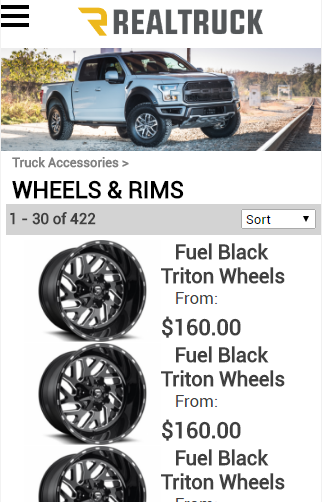 REALTRUCK
Truck Accessories >
WHEELS & RIMS
1 - 30 of 422
Sort
Fuel Black
Triton Wheels
From:
$160.00
Fuel Black
Triton Wheels
From:
$160.00
Fuel Black
Triton Wheels
From: